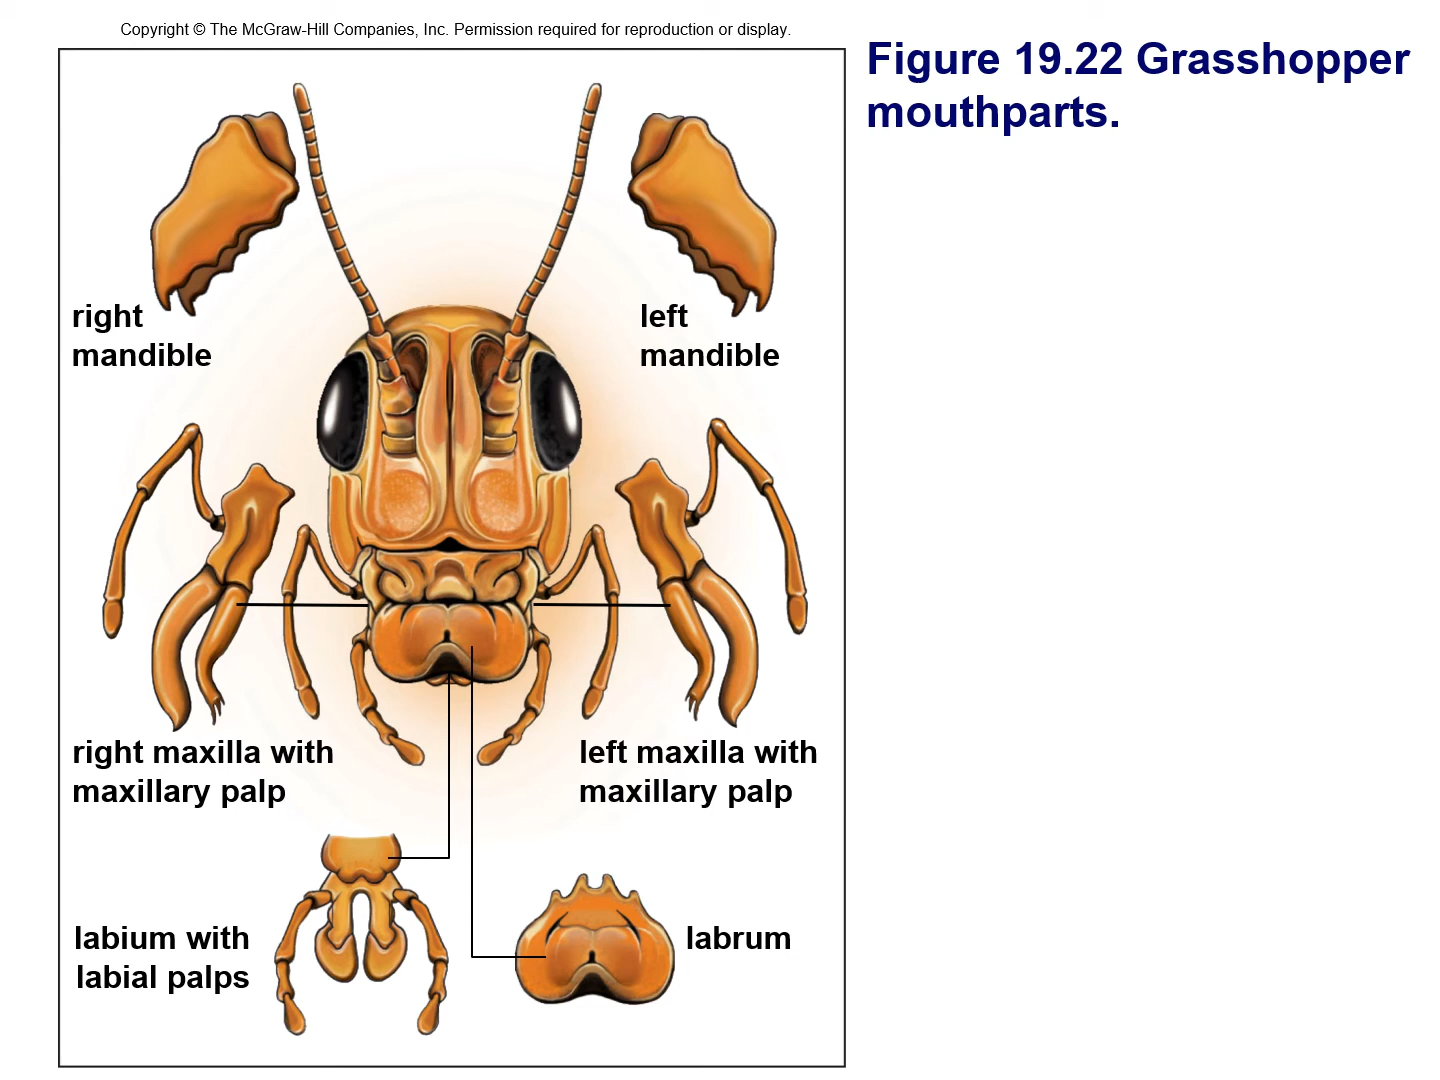 Copyright © The McGraw-Hill Companies, Inc. Permission required for reproduction or display.
Figure 19.22 Grasshopper
mouthparts.
right
mandible
left
mandible
right maxilla with
maxillary palp
left maxilla with
maxillary palp
labium with
labial palps
labrum